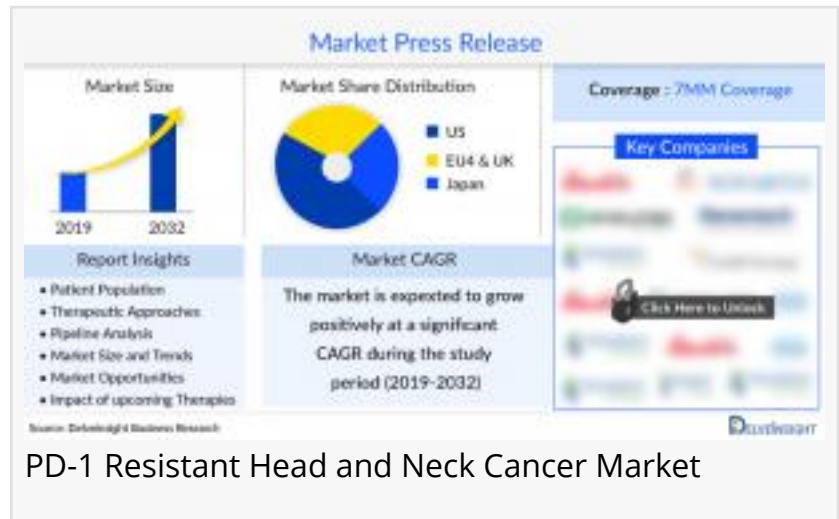 Market Press Release
Market Size
2019
2032
Market Share Distribution
US
EU4 & UK
Japan
Coverage : 7MM Coverage
Key Companies
Click Here to Unlock
Report Insights
• Patient Population
• Therapeutic Approaches
• Pipeline Analysis
• Market Size and Trends
• Market Opportunities
• Impact of upcoming Therapies
Market CAGR
The market is expexted to grow
positively at a significant
CAGR during the study
period (2019-2032)
Source: DelveInsight Business Research
DelveInsight
PD-1 Resistant Head and Neck Cancer Market